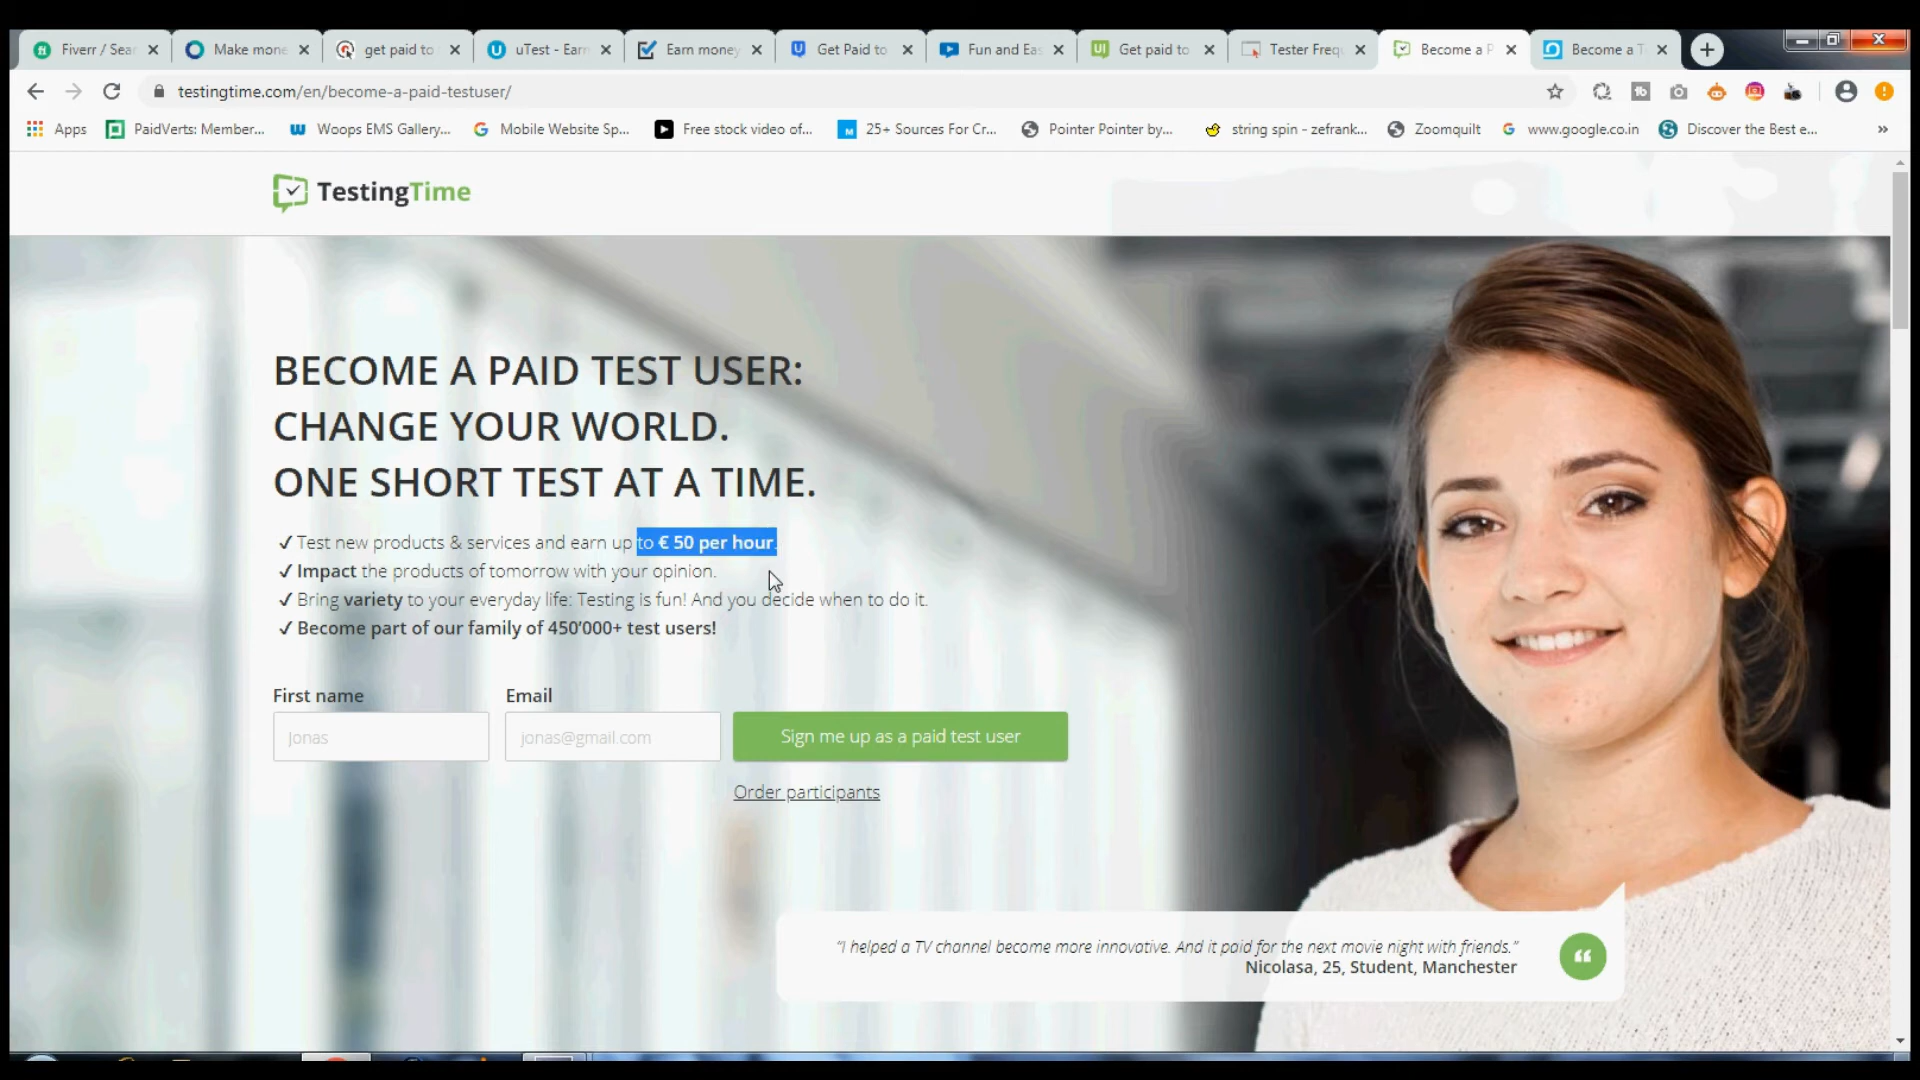 Fiverr / Sear
Make mone
get paid to
uTest - Earn
Earn money
Get Paid to
Fun and Eas
Get paid to
Tester Freq
Become a P
Become a T
testingtime.com/en/become-a-paid-testuser/
Apps
PaidVerts: Member...
Woops EMS Gallery...
Mobile Website Sp...
Free stock video of...
25+ Sources For Cr...
Pointer Pointer by...
string spin - zefrank...
Zoomquilt
www.google.co.in
Discover the Best e...
»
TestingTime
BECOME A PAID TEST USER:
CHANGE YOUR WORLD.
ONE SHORT TEST AT A TIME.
✓ Test new products & services and earn up to € 50 per hour.
✓ Impact the products of tomorrow with your opinion.
✓ Bring variety to your everyday life: Testing is fun! And you decide when to do it.
✓ Become part of our family of 450’000+ test users!
First name
Email
Jonas
jonas@gmail.com
Sign me up as a paid test user
Order participants
“I helped a TV channel become more innovative. And it paid for the next movie night with friends.”
Nicolasa, 25, Student, Manchester